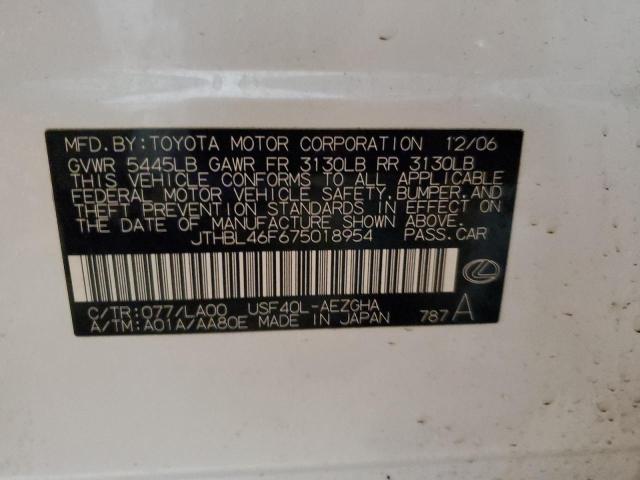 MFD.BY:TOYOTA MOTOR CORPORATION 12/06
GVWR 5445LB GAWR FR 3130LB RR 3130LB
THIS VEHICLE CONFORMS TO ALL APPLICABLE
FEDERAL MOTOR VEHICLE SAFETY, BUMPER, AND
THEFT PREVENTION STANDARDS IN EFFECT ON
THE DATE OF MANUFACTURE SHOWN ABOVE.
JTHBL46F675018954 PASS.CAR
C/TR:077/LA00 USF40L-AEZGHA
A/TM:A01A/AA80E MADE IN JAPAN 787 A